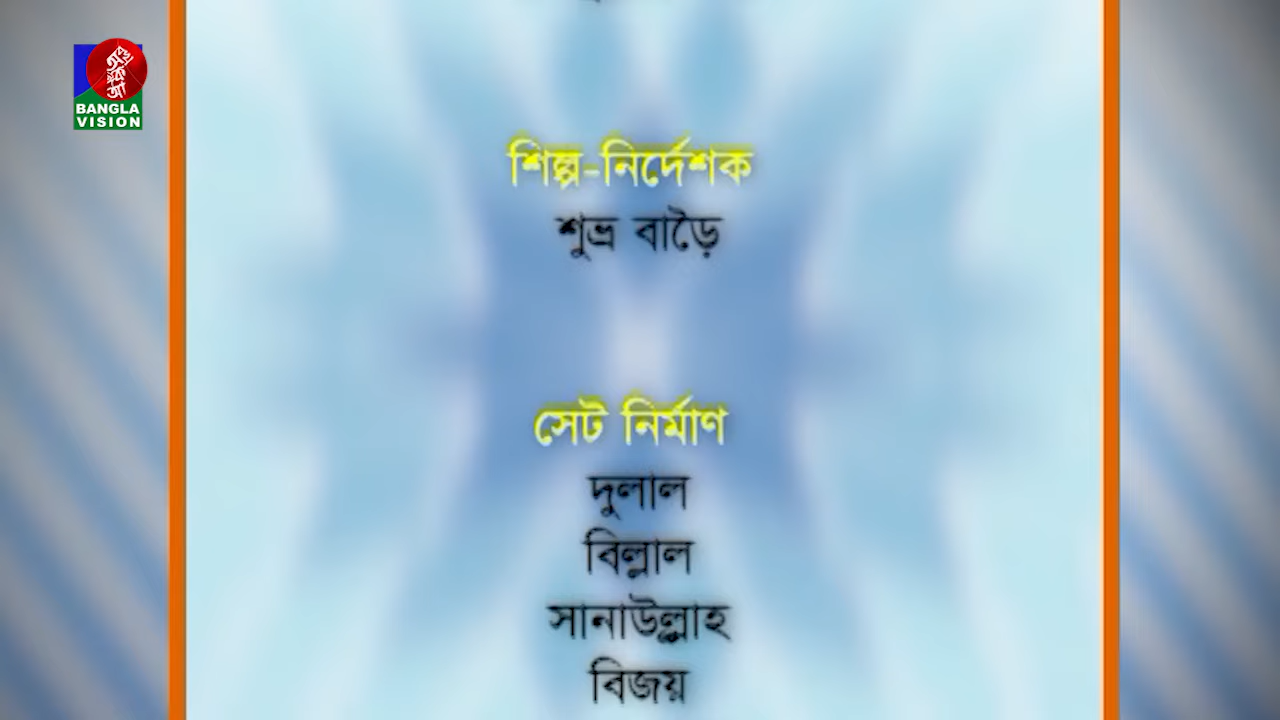 BANGLA
VISION
শিল্প-নির্দেশক
শুভ্র বাড়ৈ
সেট নির্মাণ
দুলাল
বিল্লাল
সানাউল্লাহ
বিজয়